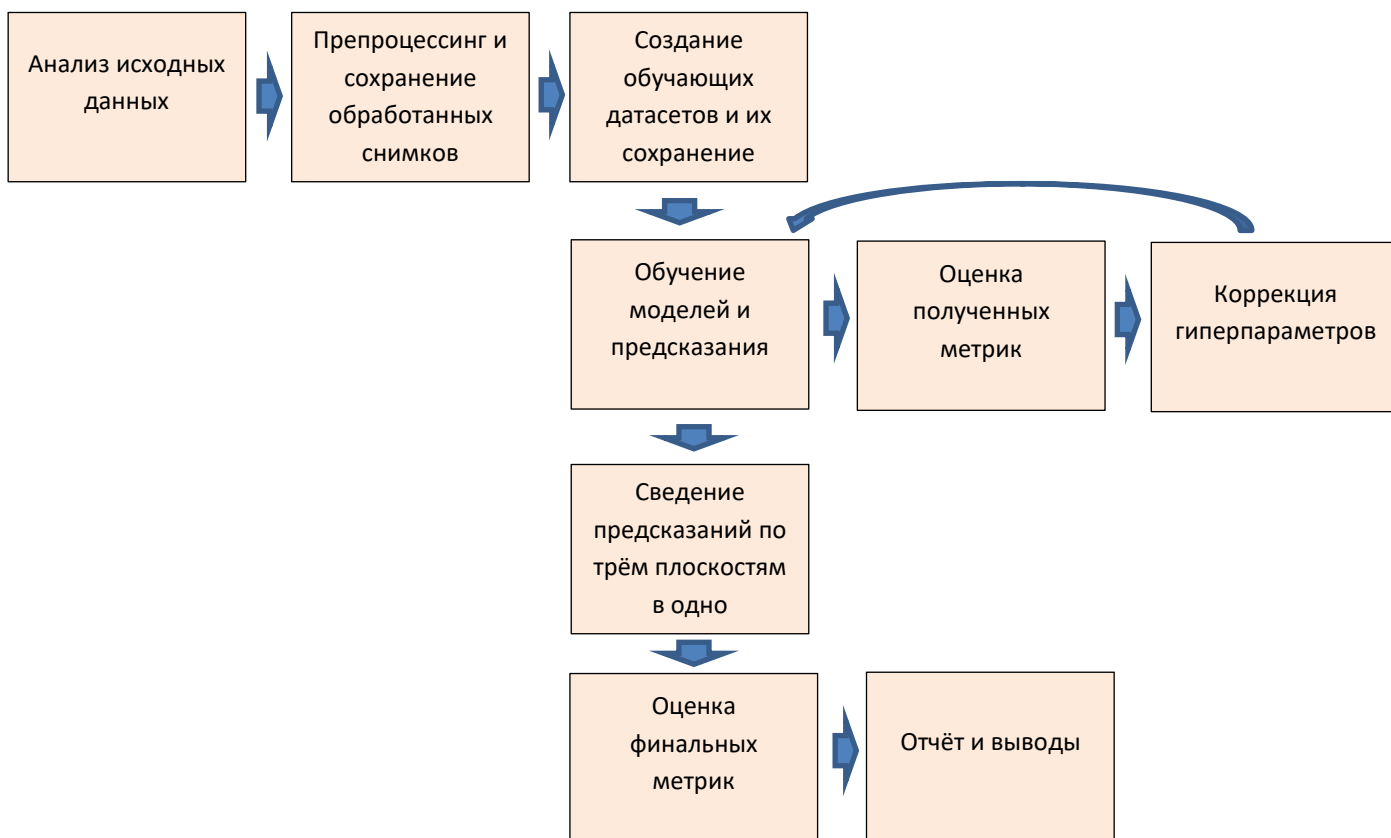 Анализ исходных
данных
Препроцессинг и
сохранение
обработанных
снимков
Создание
обучающих
датасетов и их
сохранение
Обучение
моделей и
предсказания
Оценка
полученных
метрик
Коррекция
гиперпараметров
Сведение
предсказаний по
трём плоскостям
в одно
Оценка
финальных
метрик
Отчёт и выводы